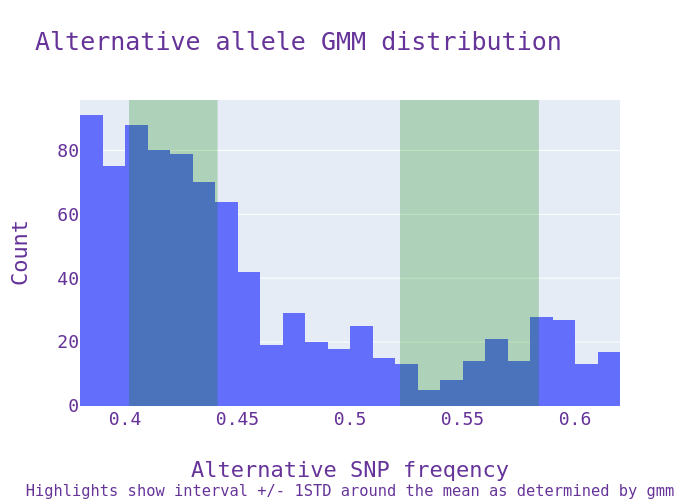 Alternative allele GMM distribution
80
60
40
20
0
Count
0.4 0.45 0.5 0.55 0.6
Alternative SNP freqency
Highlights show interval +/- 1STD around the mean as determined by gmm